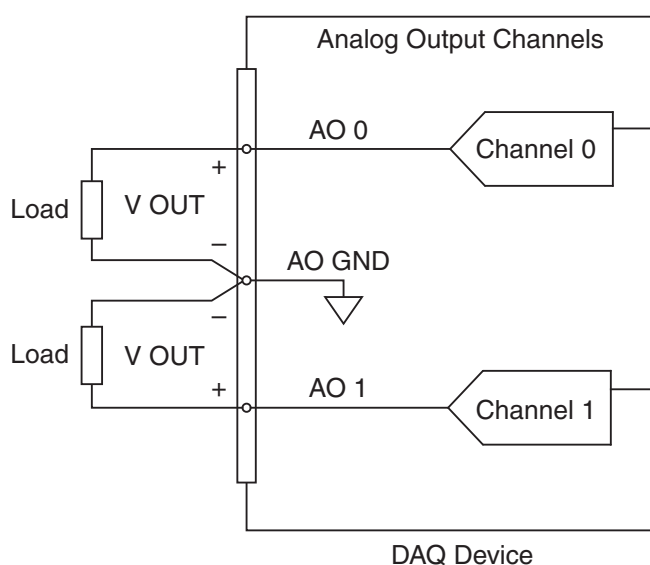 Analog Output Channels
AO 0
Channel 0
+
Load
V OUT
–
AO GND
–
Load
V OUT
+
AO 1
Channel 1
DAQ Device